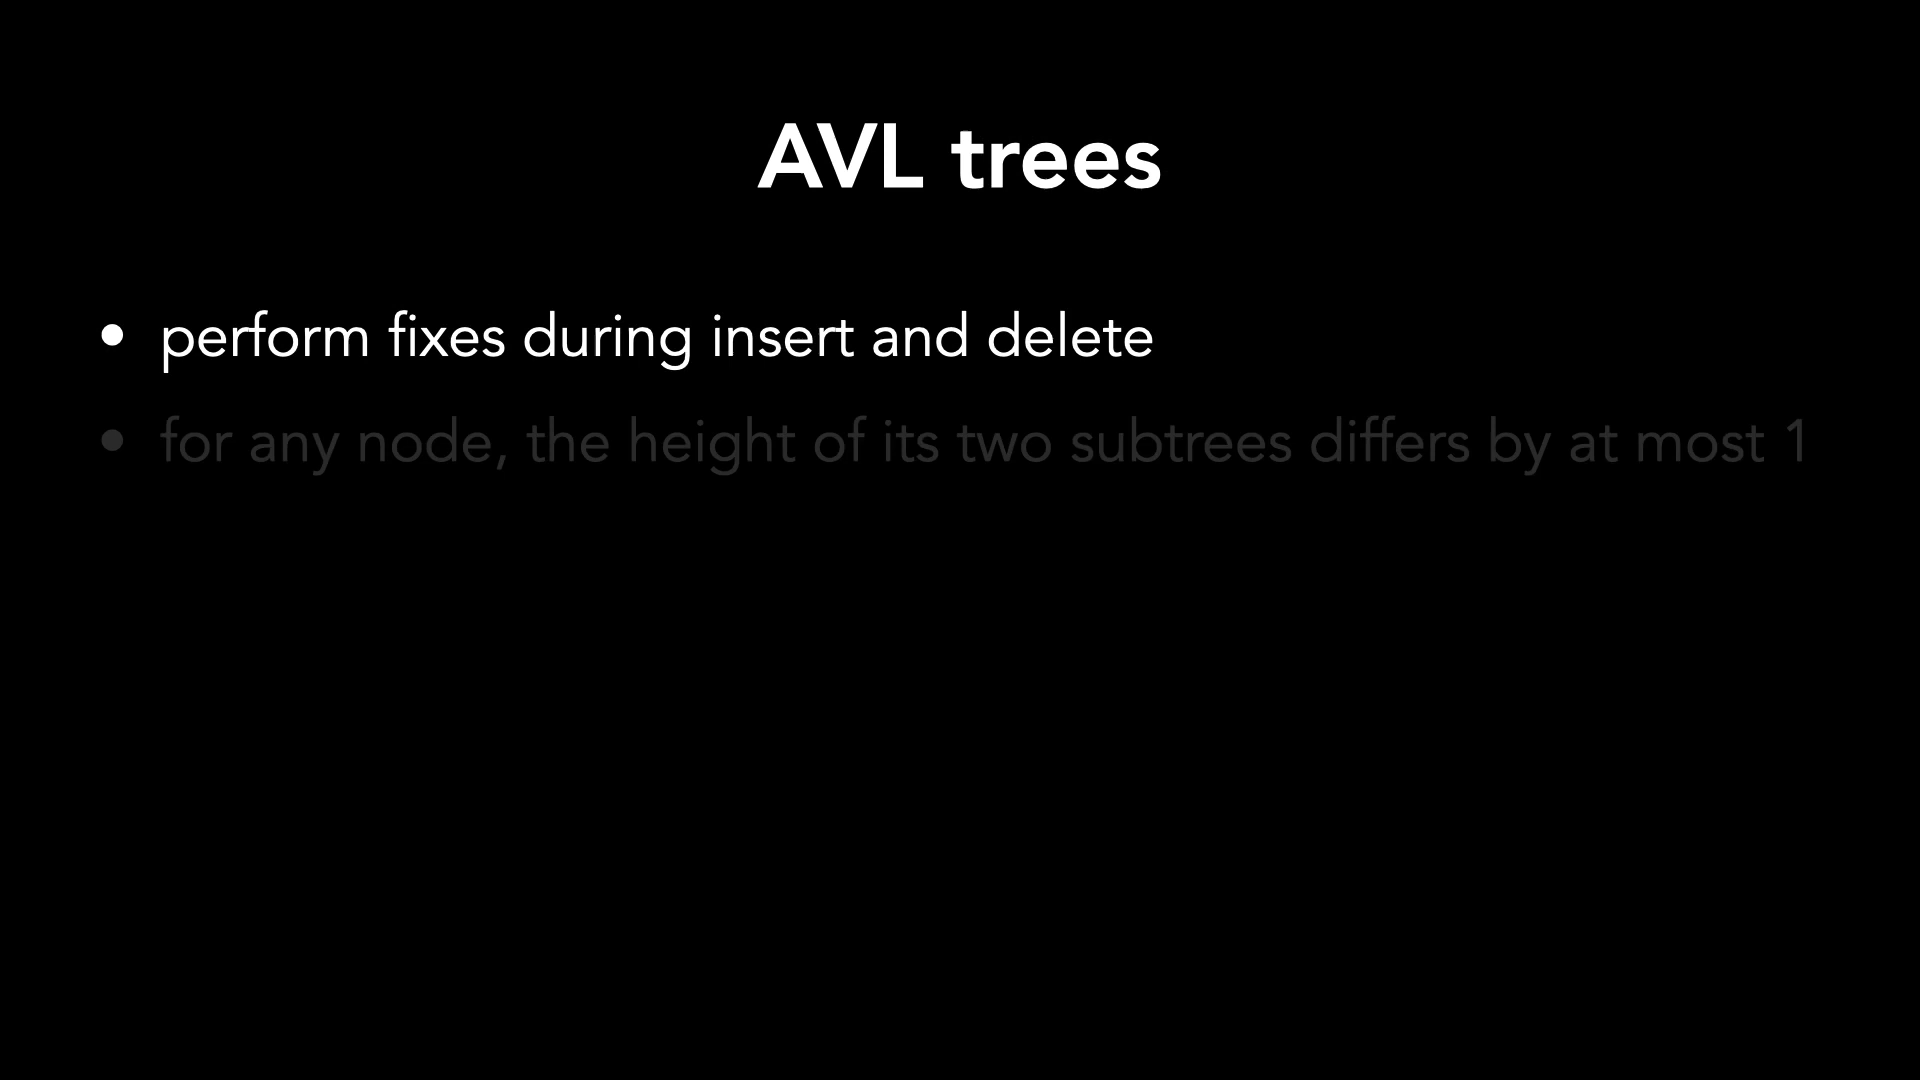 AVL trees
• perform fixes during insert and delete
• for any node, the height of its two subtrees differs by at most 1